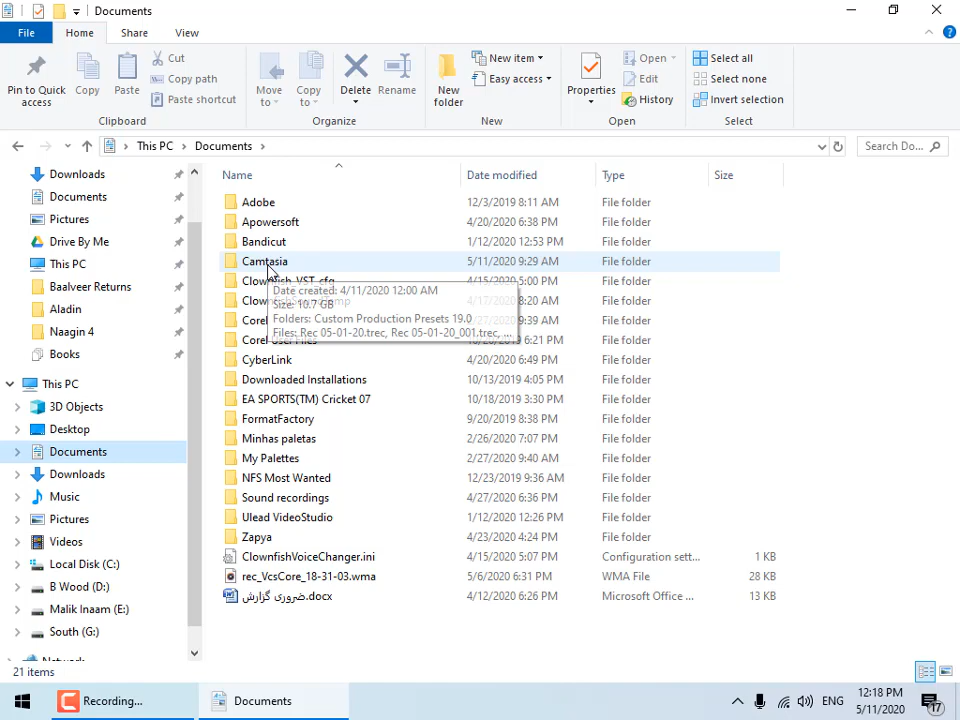 Documents
File
Home
Share
View
Pin to Quick access
Copy
Paste
Cut
Copy path
Paste shortcut
Clipboard
Move to
Copy to
Delete
Rename
Organize
New folder
New item
Easy access
New
Properties
Open
Edit
History
Open
Select all
Select none
Invert selection
Select
This PC
Documents
Search Do...
Downloads
Documents
Pictures
Drive By Me
This PC
Baalveer Returns
Aladin
Naagin 4
Books
This PC
3D Objects
Desktop
Documents
Downloads
Music
Pictures
Videos
Local Disk (C:)
B Wood (D:)
Malik Inaam (E:)
South (G:)
Network
Name Date modified Type Size
Adobe 12/3/2019 8:11 AM File folder
Apowersoft 4/20/2020 6:38 PM File folder
Bandicut 1/12/2020 12:53 PM File folder
Camtasia 5/11/2020 9:29 AM File folder
Clownfish_VST_cfg 4/15/2020 5:00 PM File folder
8:20 AM File folder
9:39 AM File folder
6:21 PM File folder
Date created: 4/11/2020 12:00 AM
Size: 10.7 GB
Folders: Custom Production Presets 19.0
Files: Rec 05-01-20.trec, Rec 05-01-20_001.trec, ...
CyberLink 4/20/2020 6:49 PM File folder
Downloaded Installations 10/13/2019 4:05 PM File folder
EA SPORTS(TM) Cricket 07 10/18/2019 3:30 PM File folder
FormatFactory 9/20/2019 8:38 PM File folder
Minhas paletas 2/26/2020 7:07 PM File folder
My Palettes 2/27/2020 9:40 AM File folder
NFS Most Wanted 12/23/2019 9:36 AM File folder
Sound recordings 4/27/2020 6:36 PM File folder
Ulead VideoStudio 1/12/2020 12:26 PM File folder
Zapya 4/23/2020 4:24 PM File folder
ClownfishVoiceChanger.ini 4/15/2020 5:07 PM Configuration sett... 1 KB
rec_VcsCore_18-31-03.wma 5/6/2020 6:31 PM WMA File 28 KB
ضروری گزارش.docx 4/12/2020 6:26 PM Microsoft Office ... 13 KB
21 items
Recording...
Documents
ENG
12:18 PM
5/11/2020
17